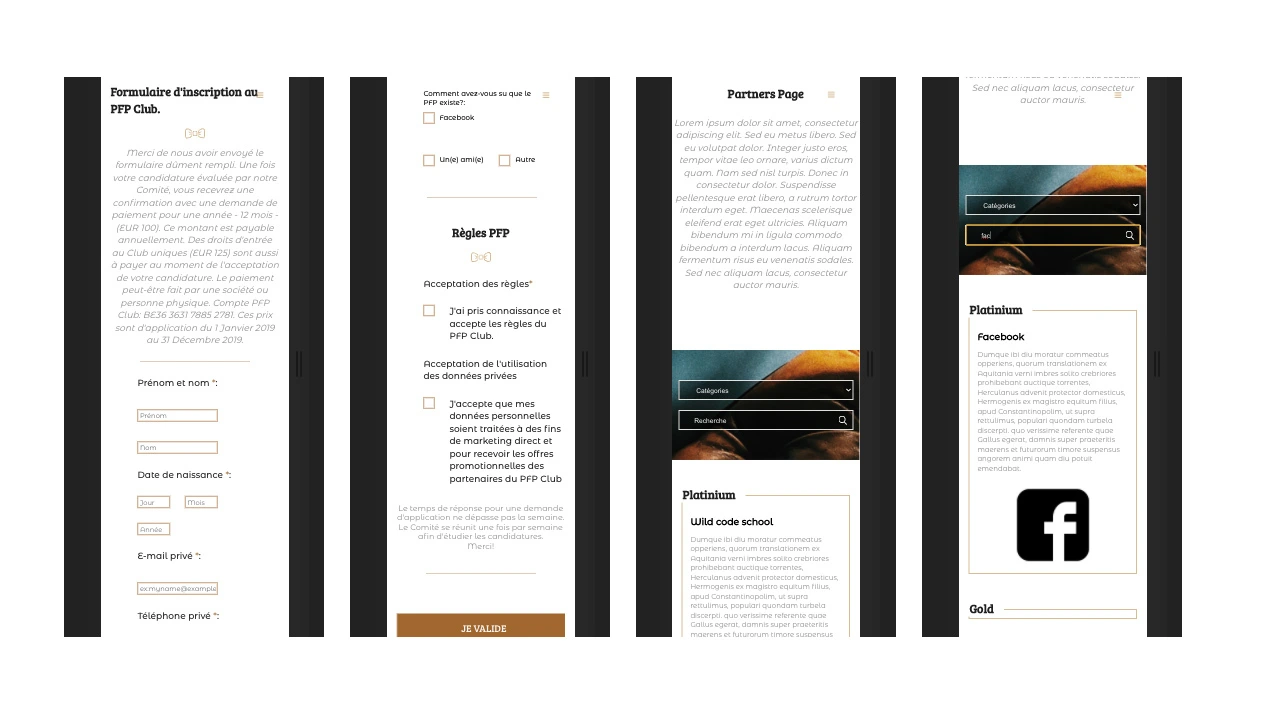 Formulaire d'inscription au
PFP Club.
Merci de nous avoir envoyé le
formulaire dûment rempli. Une fois
votre candidature évaluée par notre
Comité, vous recevrez une
confirmation avec une demande de
paiement pour une année - 12 mois -
(EUR 100). Ce montant est payable
annuellement. Des droits d'entrée
au Club uniques (EUR 125) sont aussi
à payer au moment de l'acceptation
de votre candidature. Le paiement
peut-être fait par une société ou
personne physique. Compte PFP
Club: BE36 3631 7885 2781. Ces prix
sont d'application du 1 Janvier 2019
au 31 Décembre 2019.
Prénom et nom *:
Prénom
Nom
Date de naissance *:
Jour
Mois
Année
E-mail privé *:
ex:myname@example
Téléphone privé *:
Comment avez-vous su que le
PFP existe?:
Facebook
Un(e) ami(e)
Autre
Règles PFP
Acceptation des règles*
J'ai pris connaissance et
accepte les règles du
PFP Club.
Acceptation de l'utilisation
des données privées
J'accepte que mes
données personnelles
soient traitées à des fins
de marketing direct et
pour recevoir les offres
promotionnelles des
partenaires du PFP Club
Le temps de réponse pour une demande
d'application ne dépasse pas la semaine.
Le Comité se réunit une fois par semaine
afin d'étudier les candidatures.
Merci!
JE VALIDE
Partners Page
Lorem ipsum dolor sit amet, consectetur
adipiscing elit. Sed eu metus libero. Sed
eu volutpat dolor. Integer justo eros,
tempor vitae leo ornare, varius dictum
quam. Nam sed nisl turpis. Donec in
consectetur dolor. Suspendisse
pellentesque erat libero, a rutrum tortor
interdum eget. Maecenas scelerisque
eleifend erat eget ultricies. Aliquam
bibendum mi in ligula commodo
bibendum a interdum lacus. Aliquam
fermentum risus eu venenatis sodales.
Sed nec aliquam lacus, consectetur
auctor mauris.
Catégories
Recherche
Platinium
Wild code school
Dumque ibi diu moratur commeatus
opperiens, quorum translationem ex
Aquitania verni imbres solito crebriores
prohibebant auctique torrentes,
Herculanus advenit protector domesticus,
Hermogenis ex magistro equitum filius,
apud Constantinopolim, ut supra
rettulimus, populari quondam turbela
discerpti. quo verissime referente quae
Gallus egerat, damnis super praeteritis
maerens et futurorum timore suspensus
fermentum risus eu venenatis sodales.
Sed nec aliquam lacus, consectetur
auctor mauris.
Catégories
fac
Platinium
Facebook
Dumque ibi diu moratur commeatus
opperiens, quorum translationem ex
Aquitania verni imbres solito crebriores
prohibebant auctique torrentes,
Herculanus advenit protector domesticus,
Hermogenis ex magistro equitum filius,
apud Constantinopolim, ut supra
rettulimus, populari quondam turbela
discerpti. quo verissime referente quae
Gallus egerat, damnis super praeteritis
maerens et futurorum timore suspensus
angorem animi quam diu potuit
emendabat.
Gold